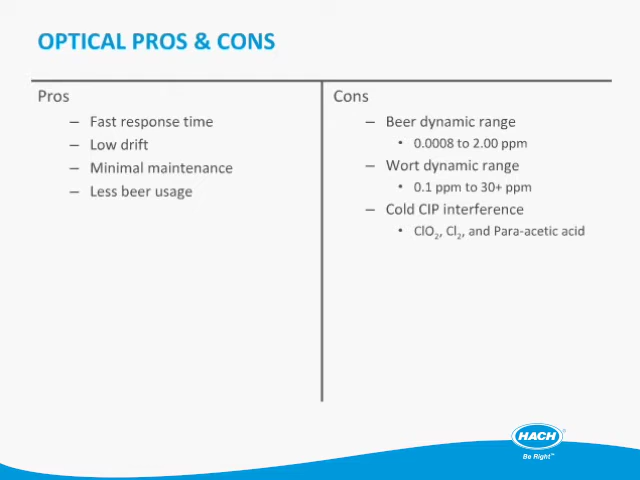 OPTICAL PROS & CONS
Pros
– Fast response time
– Low drift
– Minimal maintenance
– Less beer usage
Cons
– Beer dynamic range
• 0.0008 to 2.00 ppm
– Wort dynamic range
• 0.1 ppm to 30+ ppm
– Cold CIP interference
• ClO₂, Cl₂, and Para-acetic acid
HACH®
Be Right™